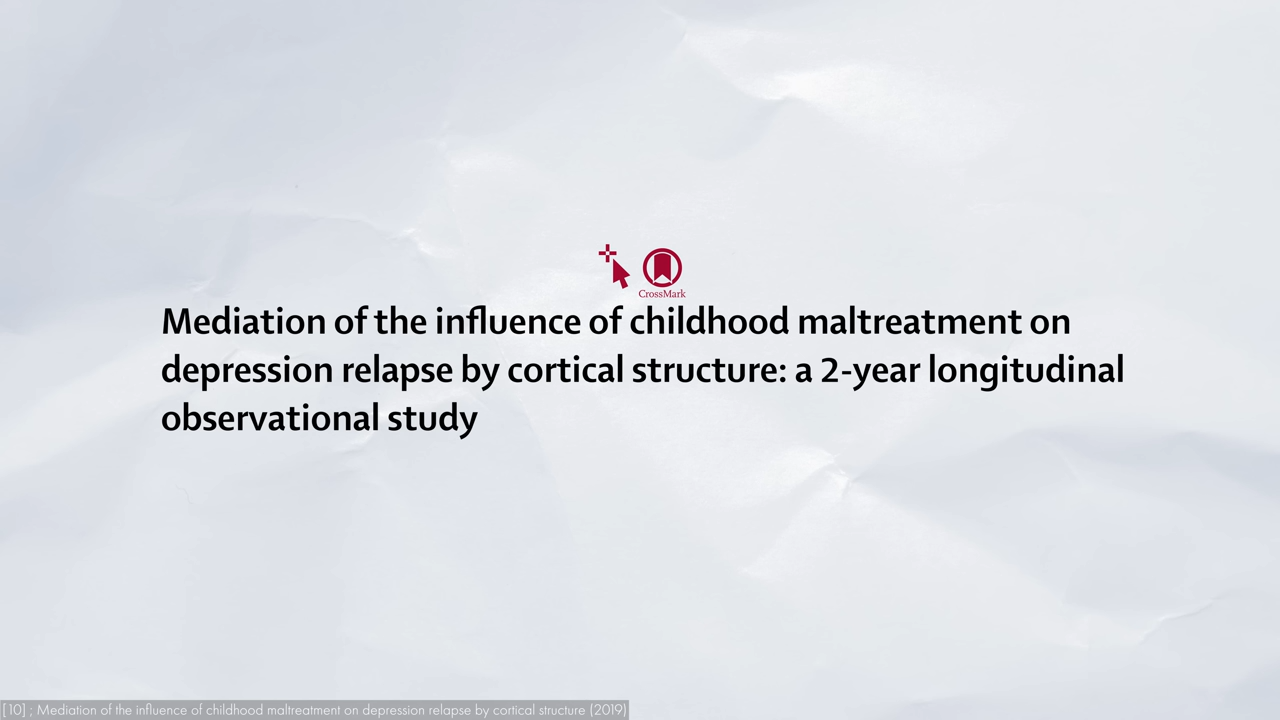 CrossMark
Mediation of the influence of childhood maltreatment on
depression relapse by cortical structure: a 2-year longitudinal
observational study
[10] ; Mediation of the influence of childhood maltreatment on depression relapse by cortical structure (2019)